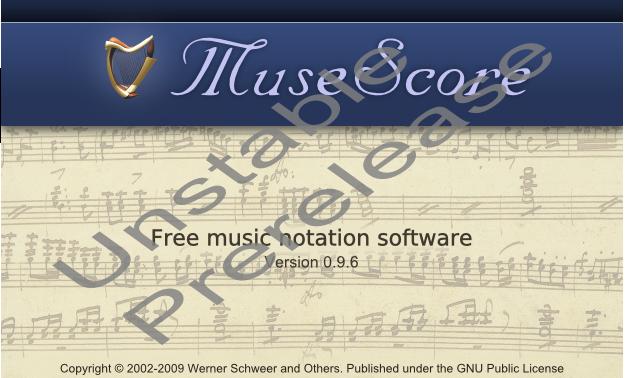 MuseScore
Unstable
Prerelease
Free music notation software
Version 0.9.6
Copyright © 2002-2009 Werner Schweer and Others. Published under the GNU Public License